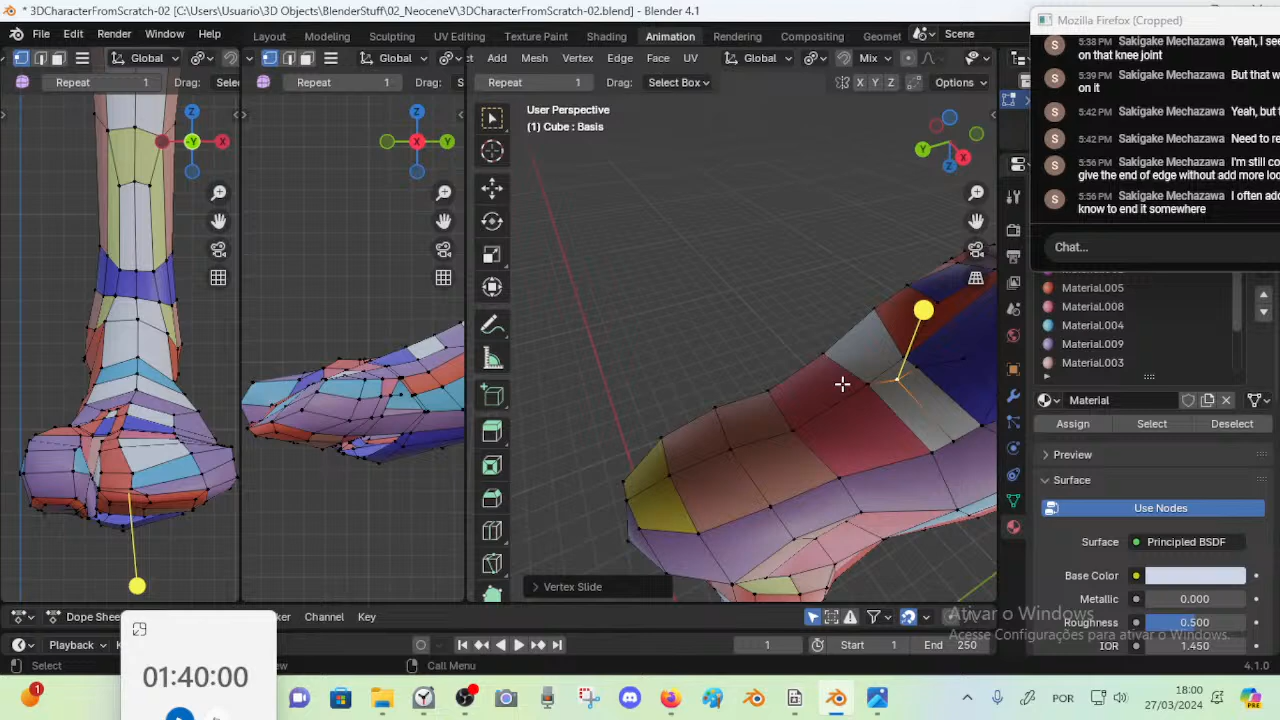 * 3DCharacterFromScratch-02 [C:\Users\Usuario\3D Objects\BlenderStuff\02_NeoceneV\3DCharacterFromScratch-02.blend] - Blender 4.1
Mozilla Firefox (Cropped)
File Edit Render Window Help
Layout Modeling Sculpting UV Editing Texture Paint Shading Animation Rendering Compositing Geomet
Scene
5:38 PM Sakigake Mechazawa Yeah, I see
on that knee joint
5:39 PM Sakigake Mechazawa But that w
on it
5:42 PM Sakigake Mechazawa Yeah, but t
5:42 PM Sakigake Mechazawa Need to re
5:56 PM Sakigake Mechazawa I'm still co
give the end of edge without add more loo
5:56 PM Sakigake Mechazawa I often add
know to end it somewhere
Chat...
Global
Global
Add Mesh Vertex Edge Face UV
Global
Mix
Repeat 1 Drag:
Repeat 1 Drag: S
Repeat 1 Drag: Select Box
X Y Z
Options
User Perspective
(1) Cube : Basis
Z
-Y
X
Z
X
Y
Y
X
Z
Material.005
Material.008
Material.004
Material.009
Material.003
Material
Assign Select Deselect
Preview
Surface
Use Nodes
Surface Principled BSDF
Base Color
Metallic 0.000
Roughness 0.500
IOR 1.450
Vertex Slide
Dope Shee
ker Channel Key
Ativar o Windows
Acesse Configurações para ativar o Windows.
Playback
1
Start 1
End 250
Select
ew
Call Menu
4.1.0
01:40:00
1
POR
18:00
27/03/2024
PRE